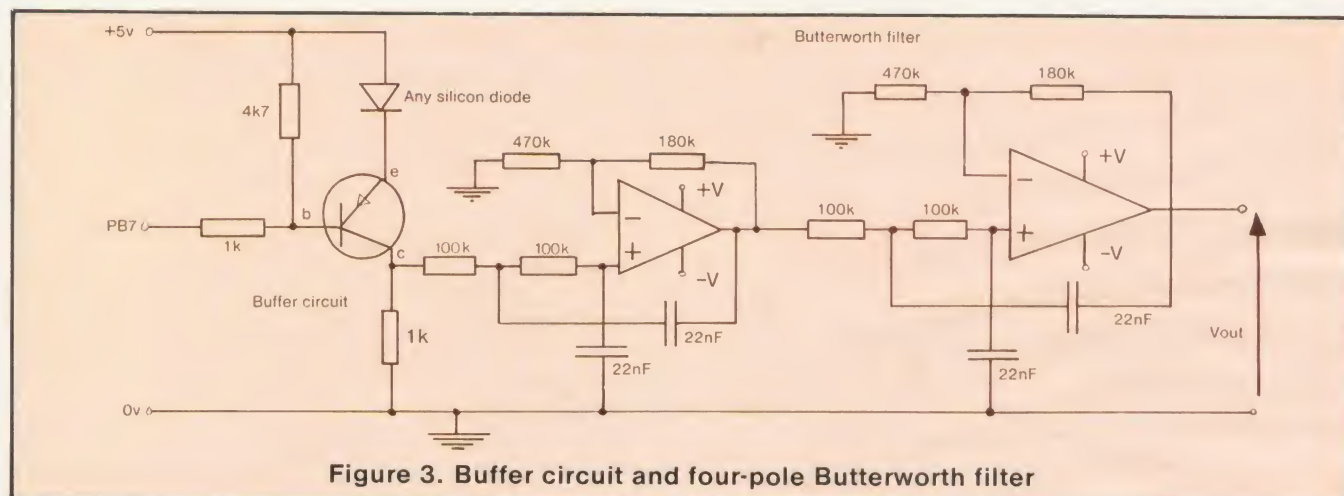 +5v
Butterworth filter
470k 180k
4k7
Any silicon diode
470k 180k
e
+V
+V
b
−
−
PB7
1k
100k 100k
c
100k 100k
+
+
−V
−V
Buffer circuit
1k
22nF
22nF
22nF
22nF
Vout
0v
Figure 3. Buffer circuit and four-pole Butterworth filter